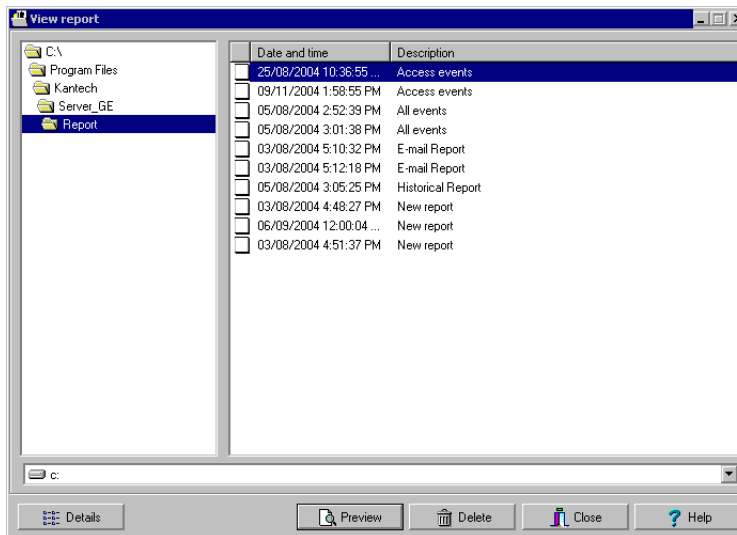 View report
C:\
Program Files
Kantech
Server_GE
Report
Date and time Description
25/08/2004 10:36:55 ... Access events
09/11/2004 1:58:55 PM Access events
05/08/2004 2:52:39 PM All events
05/08/2004 3:01:38 PM All events
03/08/2004 5:10:32 PM E-mail Report
03/08/2004 5:12:18 PM E-mail Report
05/08/2004 3:05:25 PM Historical Report
03/08/2004 4:48:27 PM New report
06/09/2004 12:00:04 ... New report
03/08/2004 4:51:37 PM New report
c:
Details Preview Delete Close Help